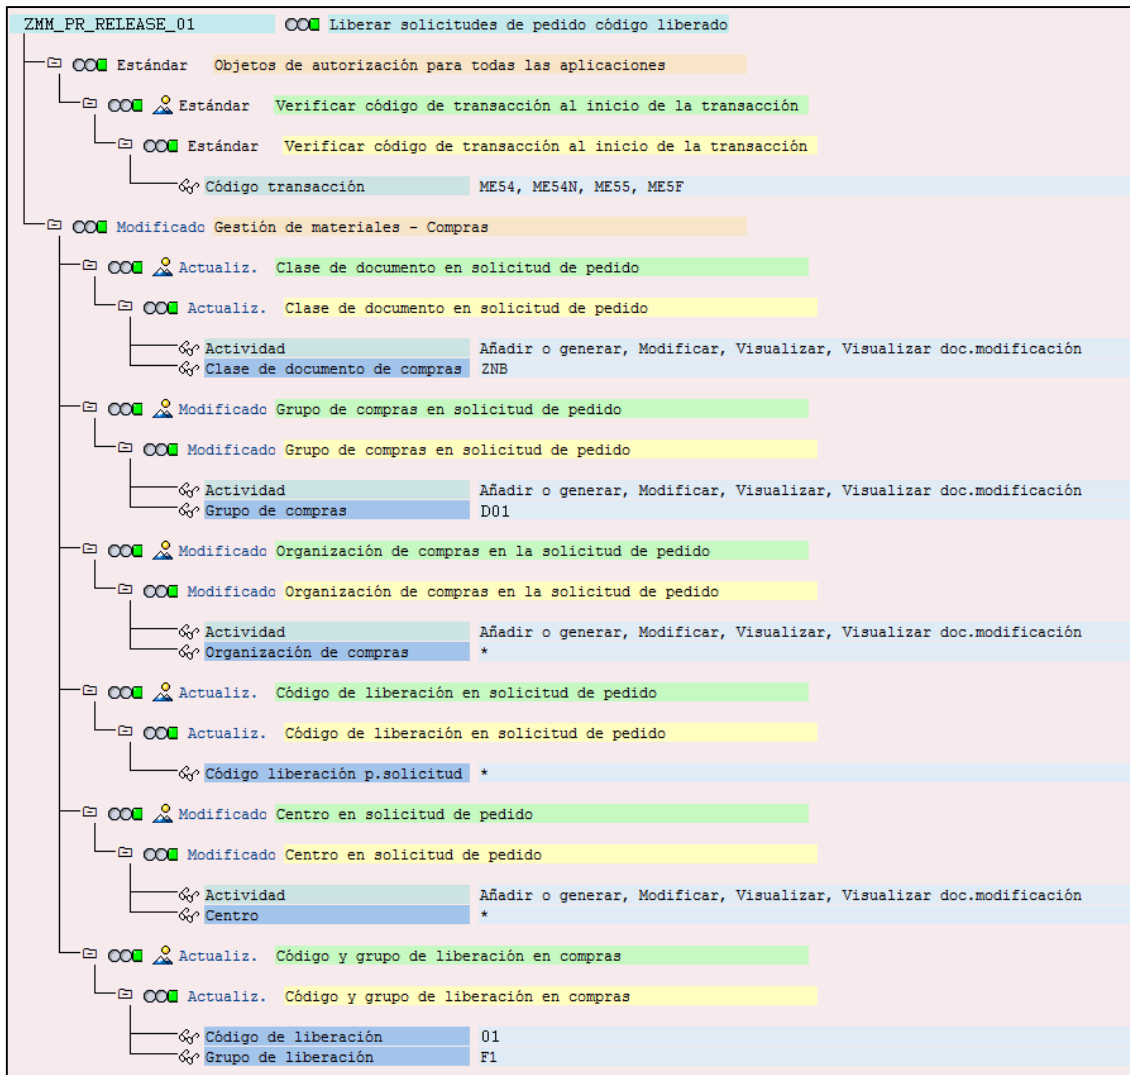 ZMM_PR_RELEASE_01 Liberar solicitudes de pedido código liberado
Estándar Objetos de autorización para todas las aplicaciones
Estándar Verificar código de transacción al inicio de la transacción
Estándar Verificar código de transacción al inicio de la transacción
Código transacción ME54, ME54N, ME55, ME5F
Modificado Gestión de materiales - Compras
Actualiz. Clase de documento en solicitud de pedido
Actualiz. Clase de documento en solicitud de pedido
Actividad Añadir o generar, Modificar, Visualizar, Visualizar doc.modificación
Clase de documento de compras ZNB
Modificado Grupo de compras en solicitud de pedido
Modificado Grupo de compras en solicitud de pedido
Actividad Añadir o generar, Modificar, Visualizar, Visualizar doc.modificación
Grupo de compras D01
Modificado Organización de compras en la solicitud de pedido
Modificado Organización de compras en la solicitud de pedido
Actividad Añadir o generar, Modificar, Visualizar, Visualizar doc.modificación
Organización de compras *
Actualiz. Código de liberación en solicitud de pedido
Actualiz. Código de liberación en solicitud de pedido
Código liberación p.solicitud *
Modificado Centro en solicitud de pedido
Modificado Centro en solicitud de pedido
Actividad Añadir o generar, Modificar, Visualizar, Visualizar doc.modificación
Centro *
Actualiz. Código y grupo de liberación en compras
Actualiz. Código y grupo de liberación en compras
Código de liberación 01
Grupo de liberación F1